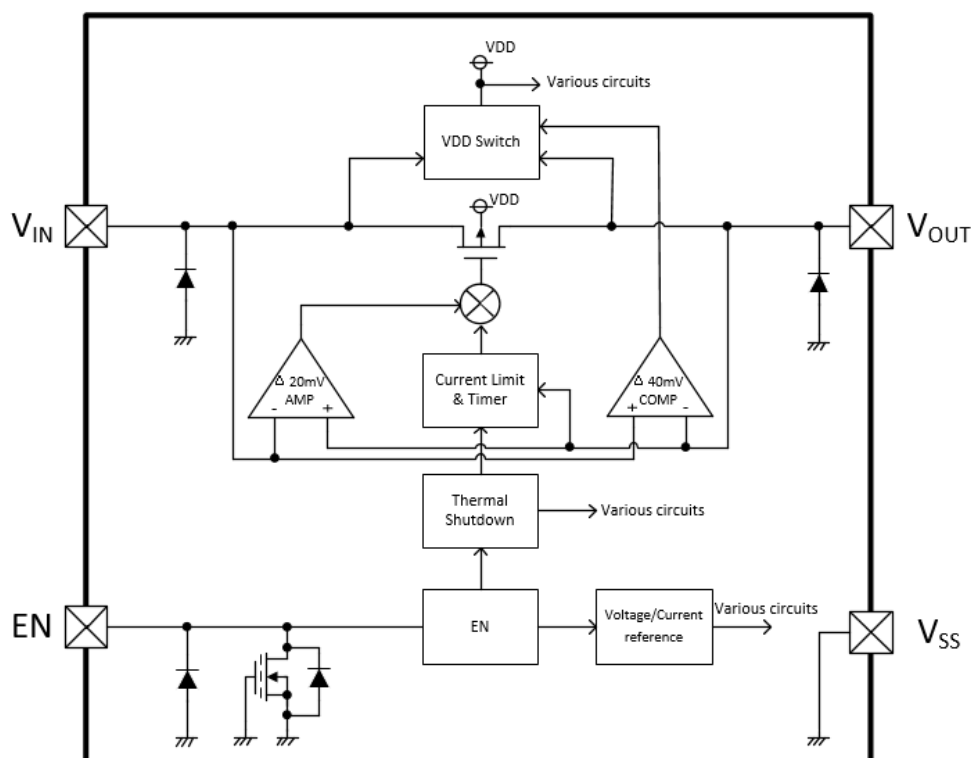 VDD
Various circuits
VDD Switch
VDD
VIN
VOUT
Δ 20mV
AMP
- +
Current Limit
& Timer
Δ 40mV
COMP
+ -
Thermal
Shutdown
Various circuits
EN
EN
Voltage/Current
reference
Various circuits
VSS